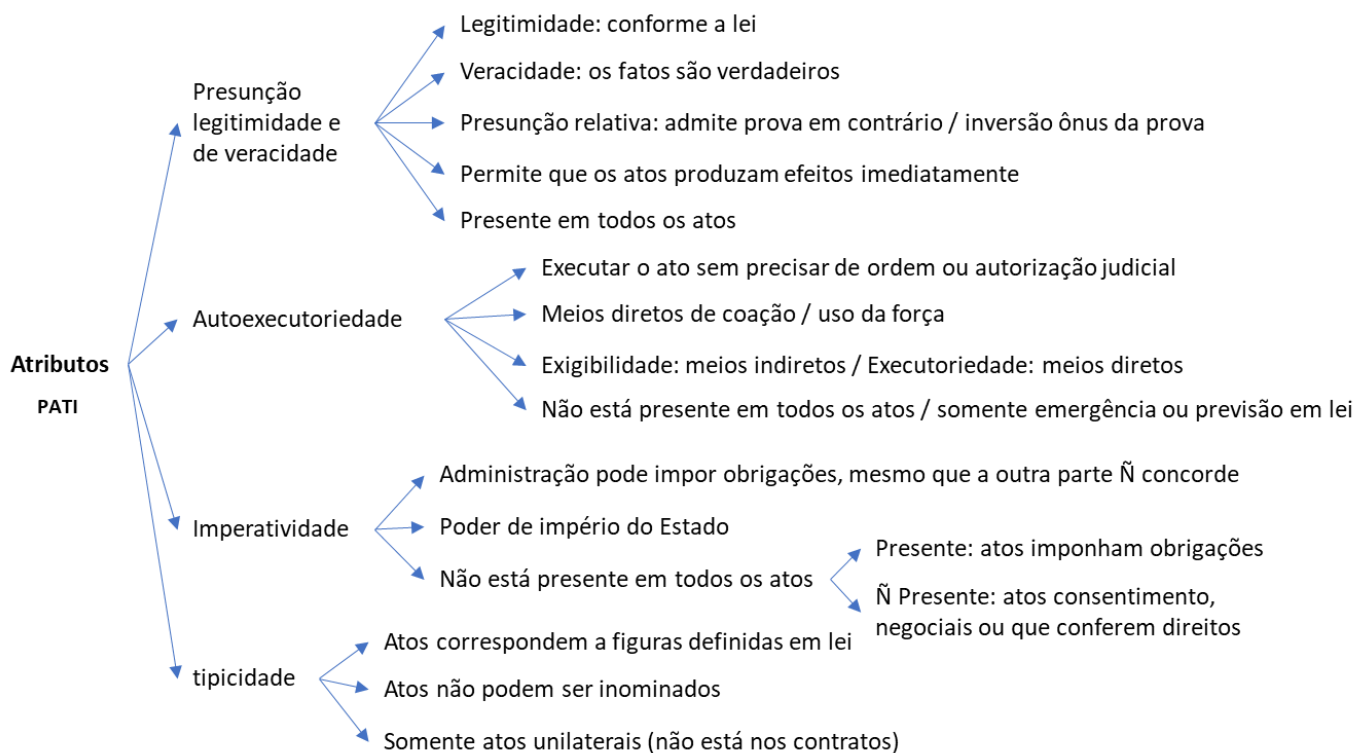 Atributos
PATI
Presunção
legitimidade e
de veracidade
Legitimidade: conforme a lei
Veracidade: os fatos são verdadeiros
Presunção relativa: admite prova em contrário / inversão ônus da prova
Permite que os atos produzam efeitos imediatamente
Presente em todos os atos
Autoexecutoriedade
Executar o ato sem precisar de ordem ou autorização judicial
Meios diretos de coação / uso da força
Exigibilidade: meios indiretos / Executoriedade: meios diretos
Não está presente em todos os atos / somente emergência ou previsão em lei
Imperatividade
Administração pode impor obrigações, mesmo que a outra parte Ñ concorde
Poder de império do Estado
Não está presente em todos os atos
Presente: atos imponham obrigações
Ñ Presente: atos consentimento,
negociais ou que conferem direitos
tipicidade
Atos correspondem a figuras definidas em lei
Atos não podem ser inominados
Somente atos unilaterais (não está nos contratos)